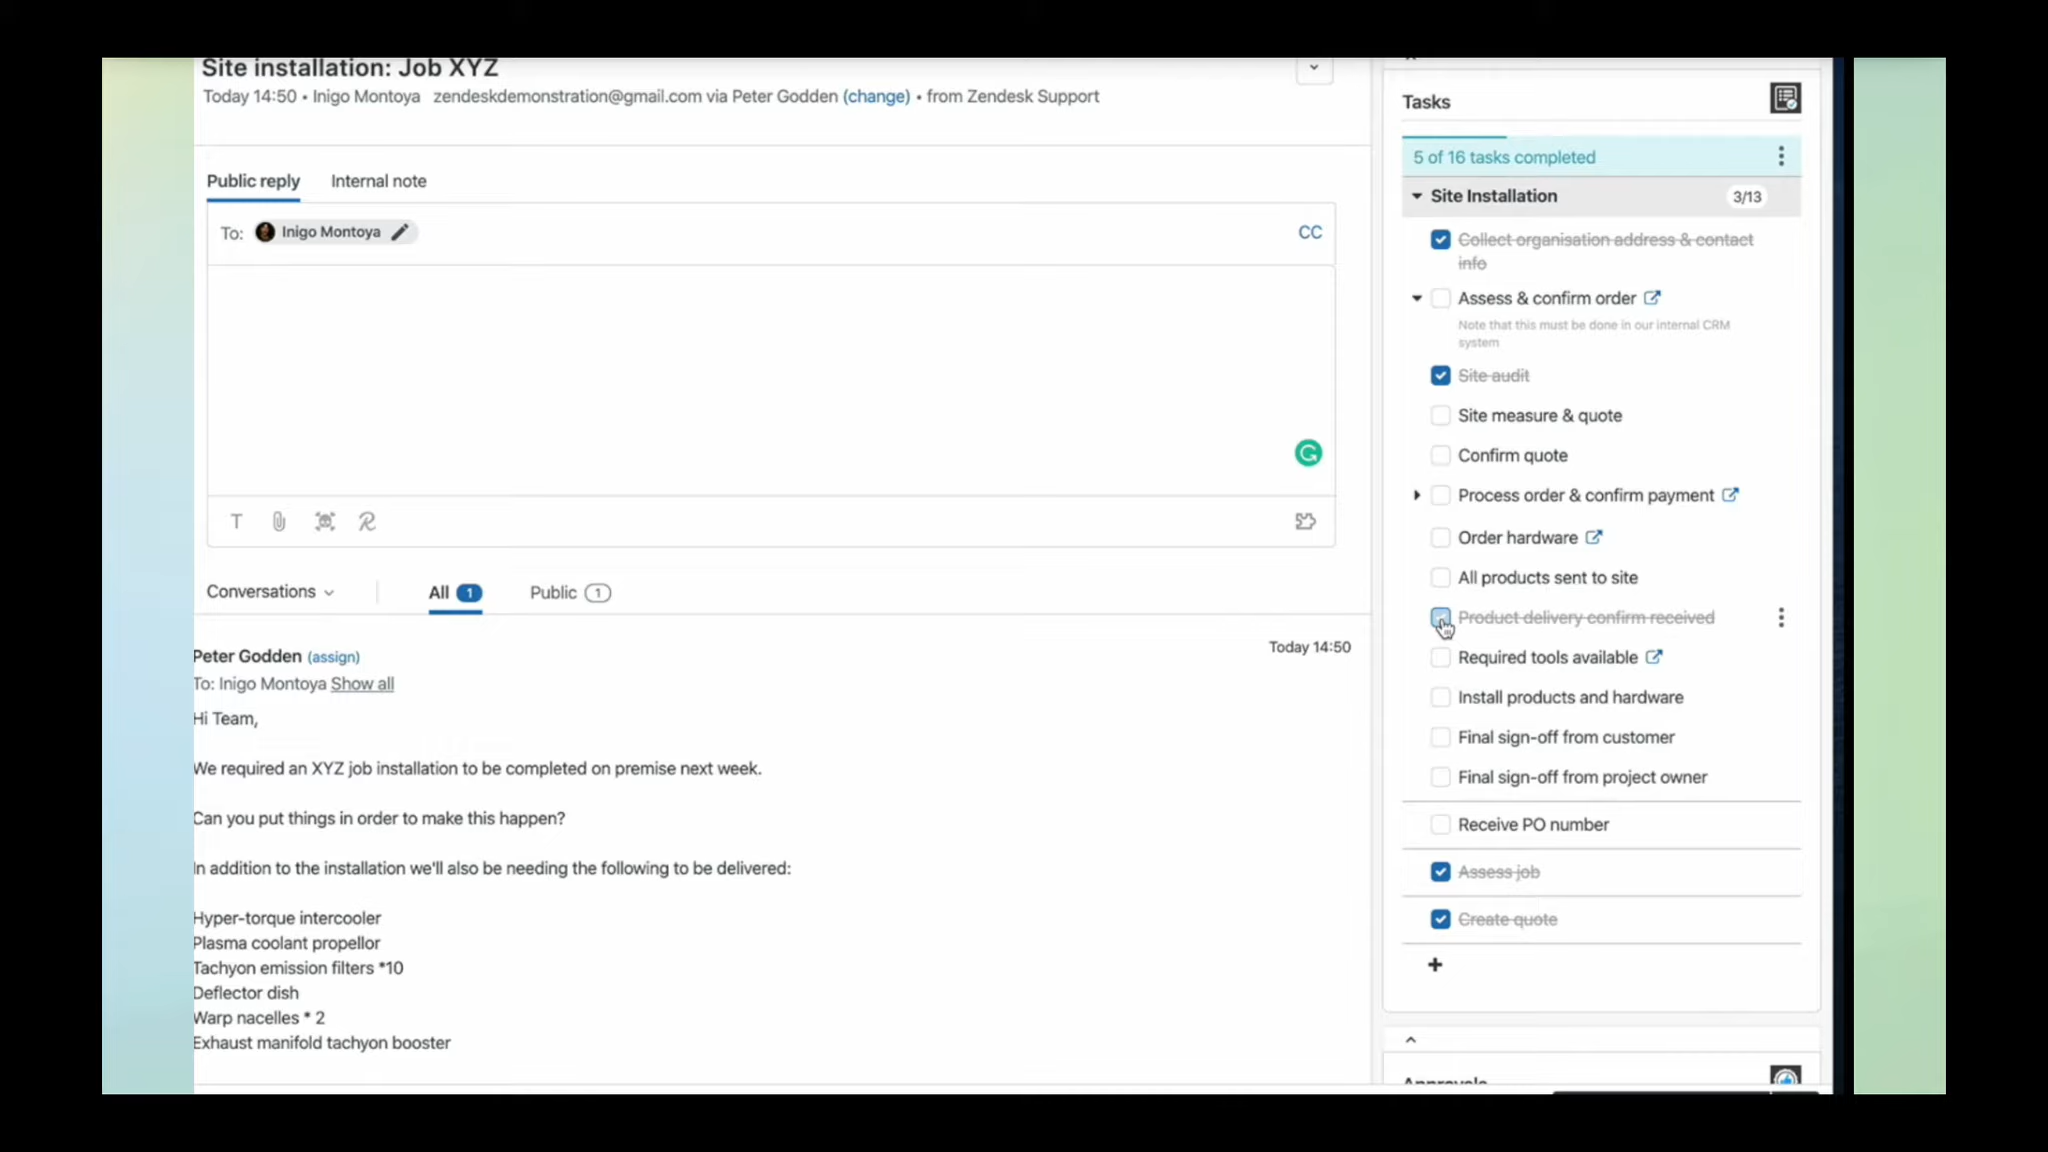 Site installation: Job XYZ
Today 14:50 • Inigo Montoya zendeskdemonstration@gmail.com via Peter Godden (change) • from Zendesk Support
Public reply Internal note
To: Inigo Montoya CC
Conversations All 1 Public 1
Peter Godden (assign) Today 14:50
To: Inigo Montoya Show all
Hi Team,
We required an XYZ job installation to be completed on premise next week.
Can you put things in order to make this happen?
In addition to the installation we'll also be needing the following to be delivered:
Hyper-torque intercooler
Plasma coolant propellor
Tachyon emission filters *10
Deflector dish
Warp nacelles * 2
Exhaust manifold tachyon booster
Tasks
5 of 16 tasks completed
Site Installation 3/13
Collect organisation address & contact
info
Assess & confirm order
Note that this must be done in our internal CRM
system
Site audit
Site measure & quote
Confirm quote
Process order & confirm payment
Order hardware
All products sent to site
Product delivery confirm received
Required tools available
Install products and hardware
Final sign-off from customer
Final sign-off from project owner
Receive PO number
Assess job
Create quote
Approvals